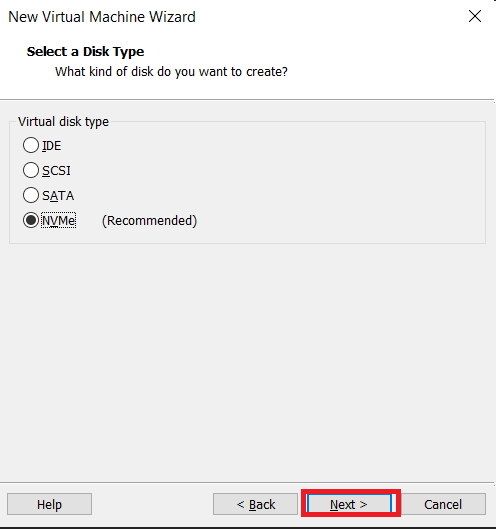 New Virtual Machine Wizard
Select a Disk Type
What kind of disk do you want to create?
Virtual disk type
IDE
SCSI
SATA
NVMe (Recommended)
Help < Back Next > Cancel